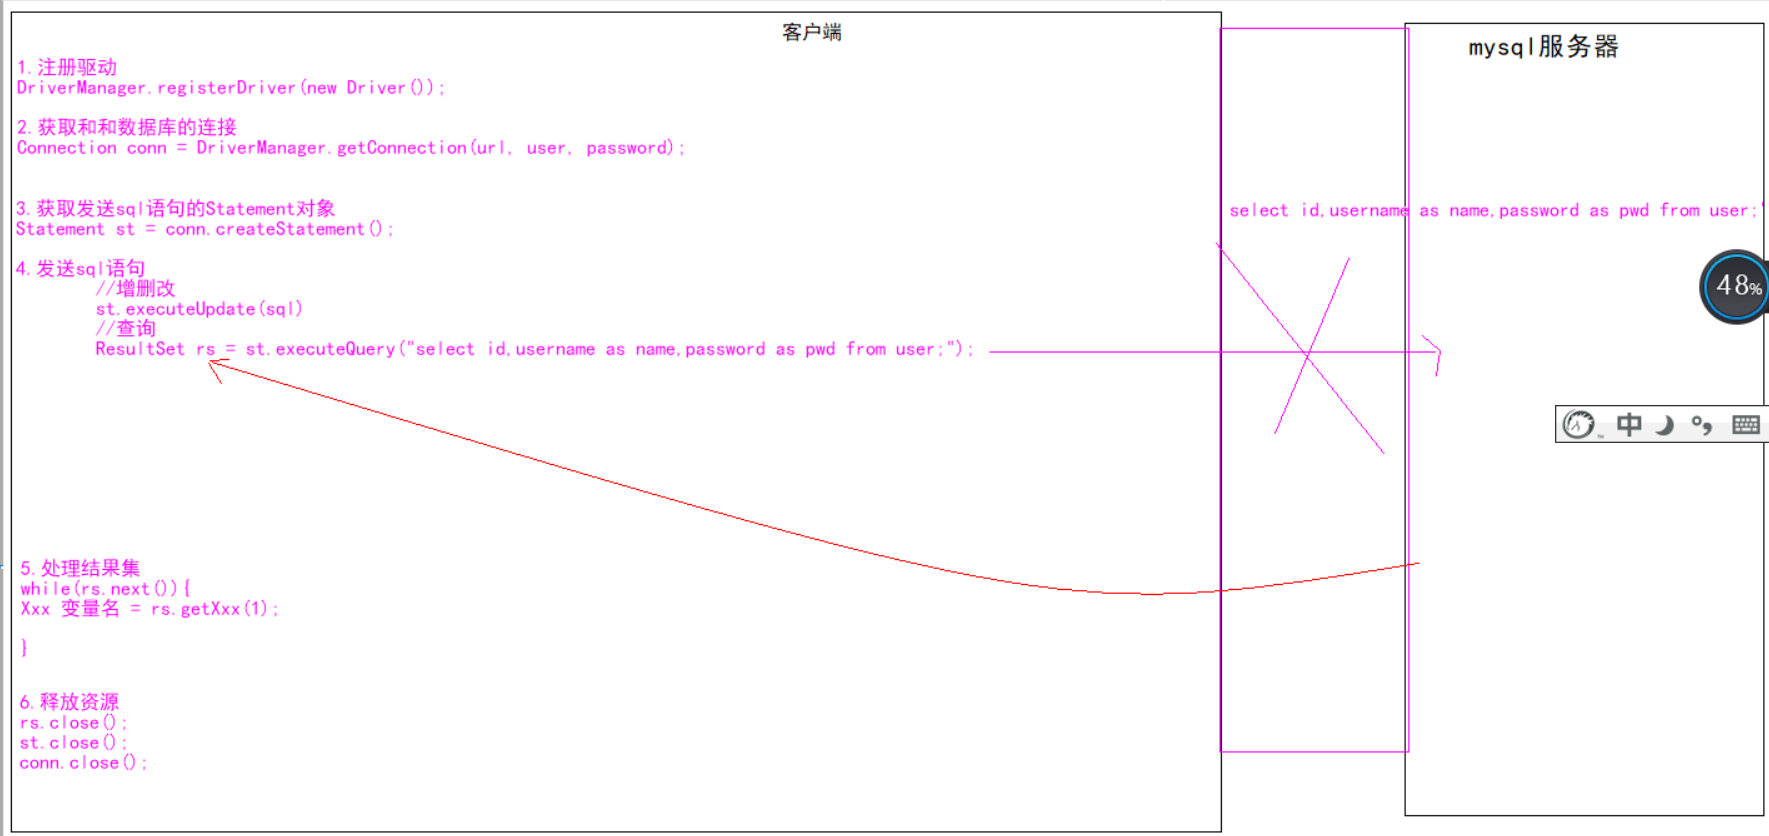 客户端
mysql服务器
1.注册驱动
DriverManager.registerDriver(new Driver());
2.获取和和数据库的连接
Connection conn = DriverManager.getConnection(url, user, password);
3.获取发送sql语句的Statement对象
Statement st = conn.createStatement();
select id,username as name,password as pwd from user;"
4.发送sql语句
//增删改
st.executeUpdate(sql)
//查询
ResultSet rs = st.executeQuery("select id,username as name,password as pwd from user;");
48%
中
5.处理结果集
while(rs.next()){
Xxx 变量名 = rs.getXxx(1);
}
6.释放资源
rs.close();
st.close();
conn.close();